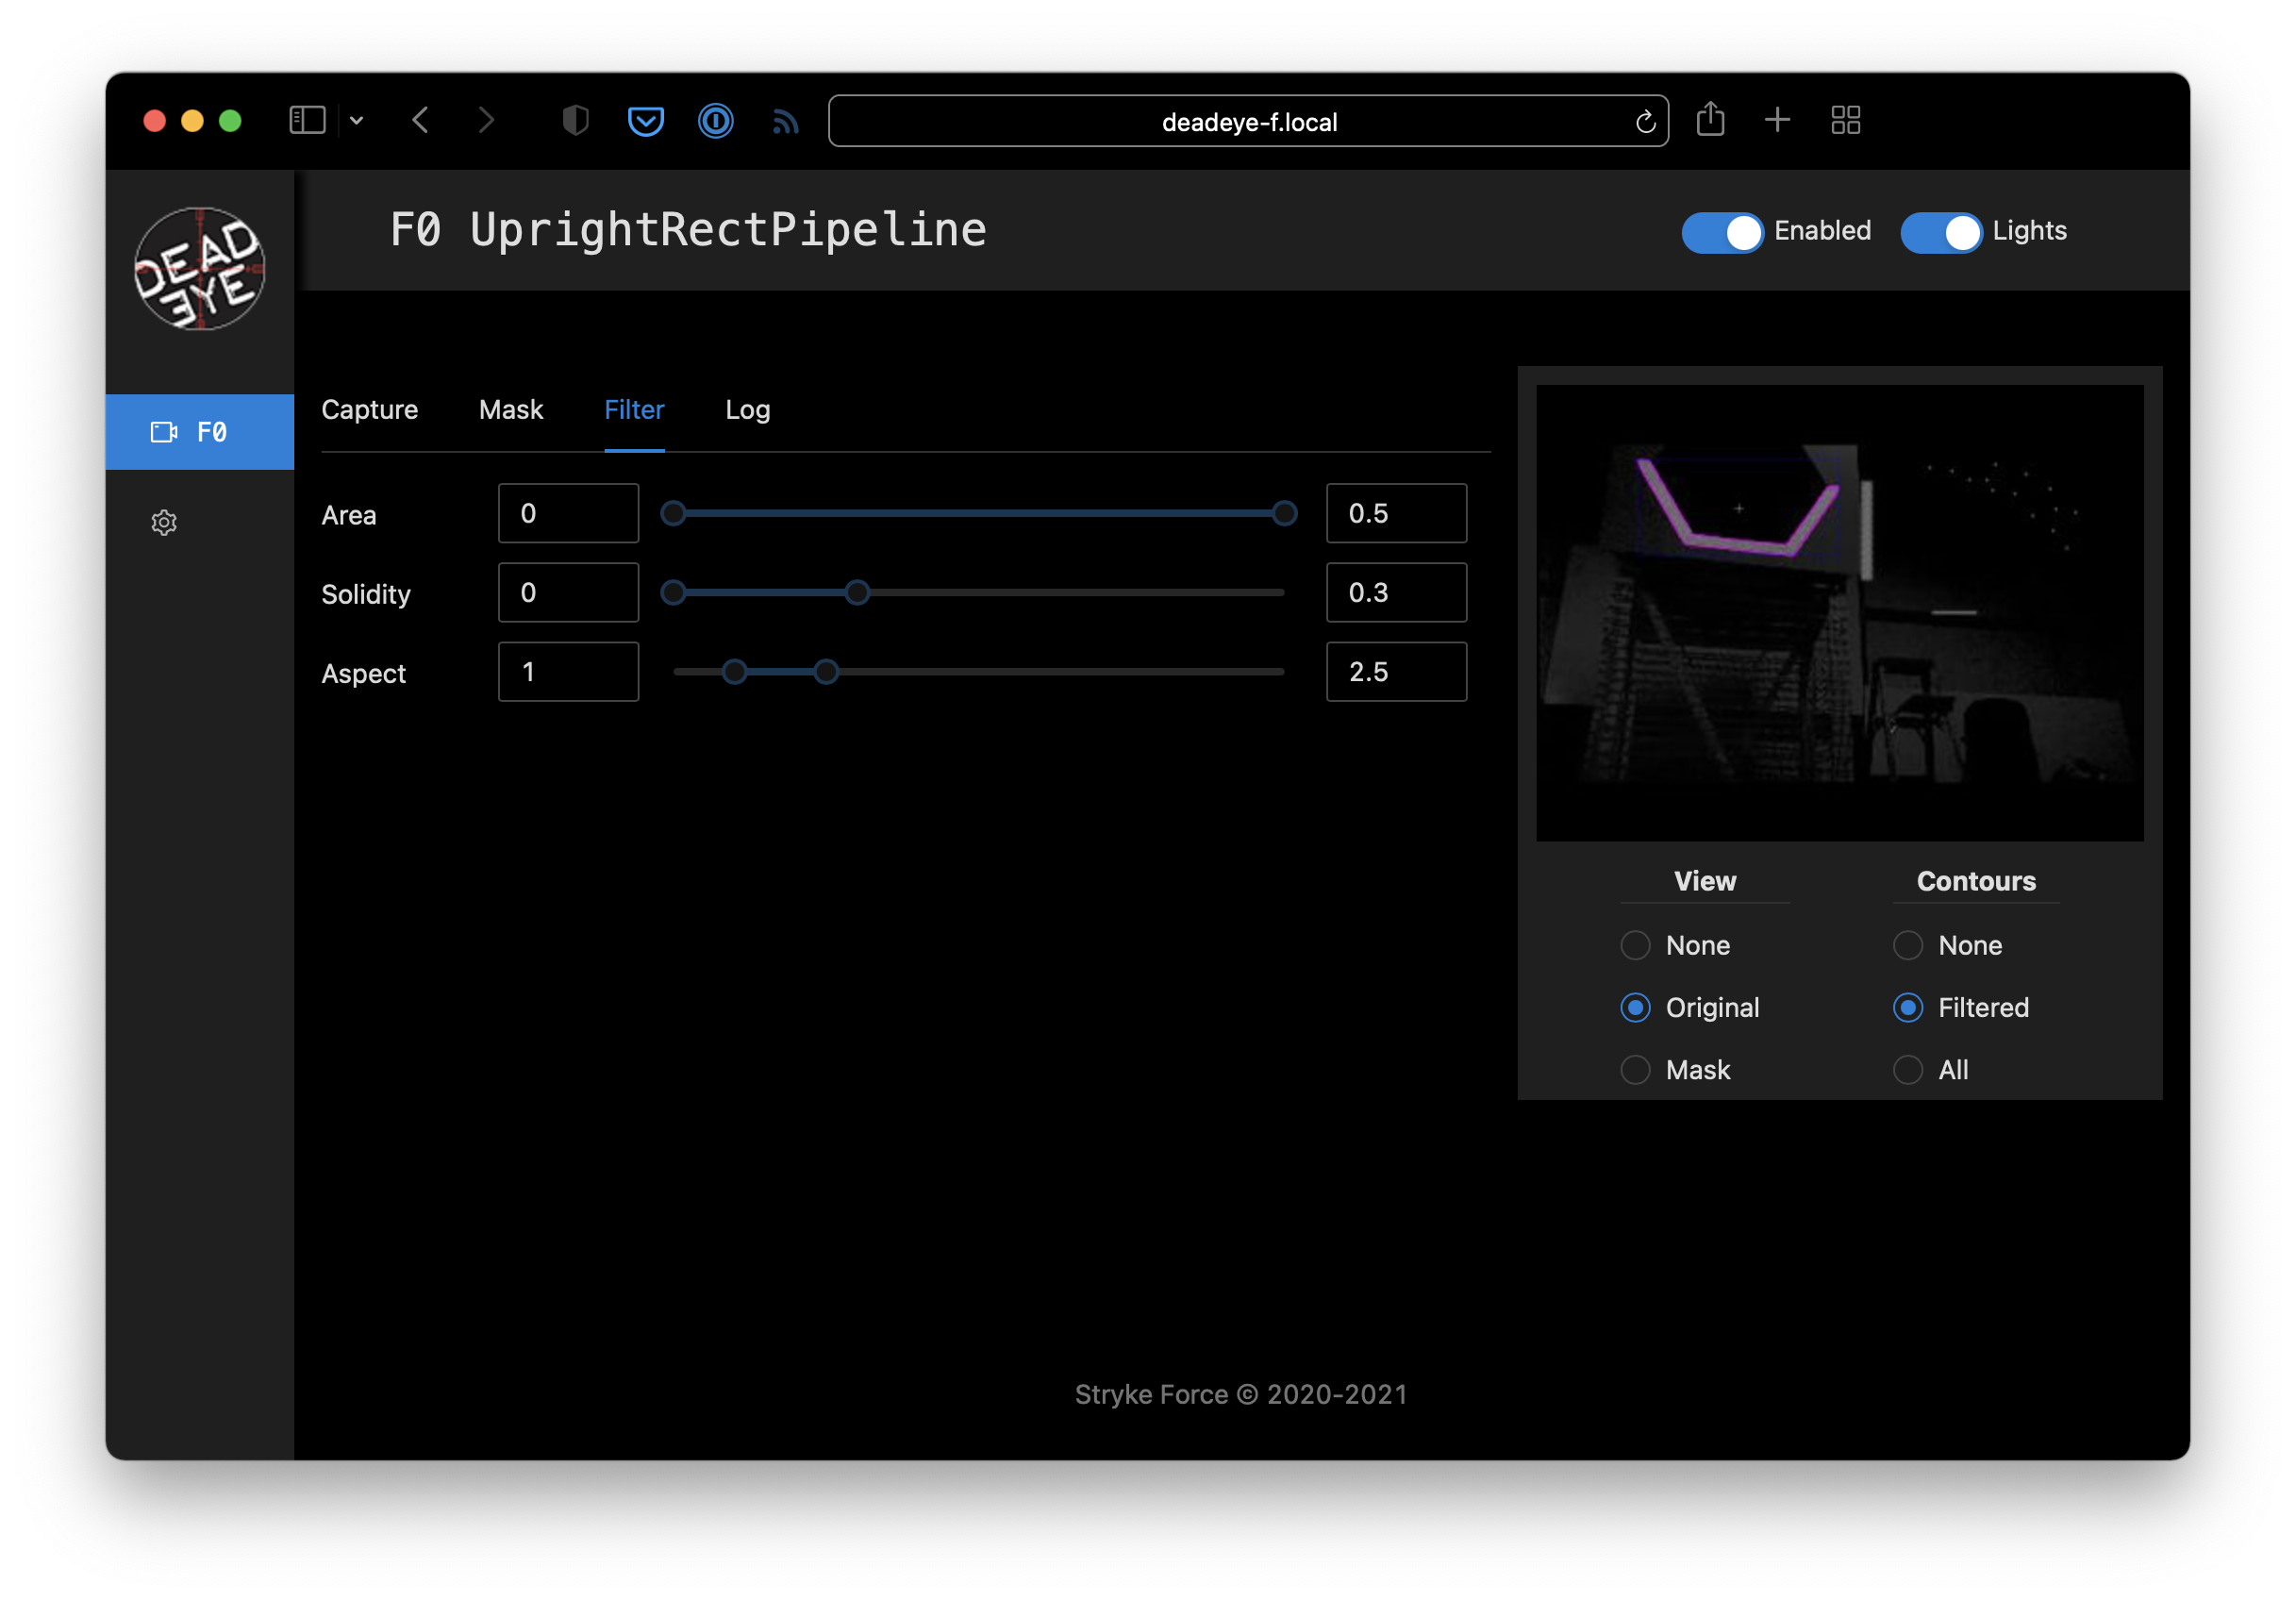 deadeye-f.local
DEAD
EYE
F0 UprightRectPipeline
Enabled
Lights
F0
Capture
Mask
Filter
Log
Area
0
0.5
Solidity
0
0.3
Aspect
1
2.5
View
Contours
None
None
Original
Filtered
Mask
All
Stryke Force © 2020-2021